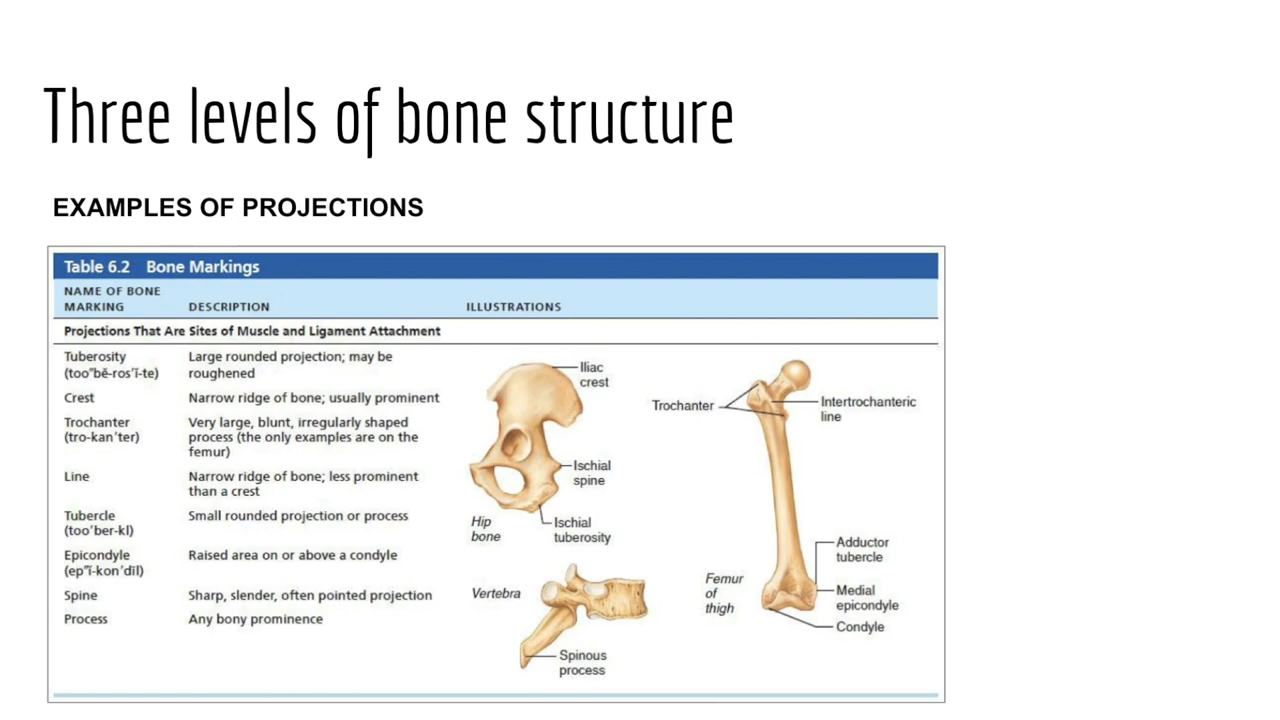 Three levels of bone structure
EXAMPLES OF PROJECTIONS
Table 6.2 Bone Markings
NAME OF BONE
MARKING DESCRIPTION ILLUSTRATIONS
Projections That Are Sites of Muscle and Ligament Attachment
Tuberosity Large rounded projection; may be
(too"bĕ-ros'ĭ-te) roughened
Crest Narrow ridge of bone; usually prominent
Trochanter Very large, blunt, irregularly shaped
(tro-kan'ter) process (the only examples are on the
femur)
Line Narrow ridge of bone; less prominent
than a crest
Tubercle Small rounded projection or process
(too'ber-kl)
Epicondyle Raised area on or above a condyle
(ep"ĭ-kon'dīl)
Spine Sharp, slender, often pointed projection
Process Any bony prominence
Iliac
crest
Ischial
spine
Hip
bone
Ischial
tuberosity
Vertebra
Spinous
process
Trochanter
Intertrochanteric
line
Adductor
tubercle
Femur
of
thigh
Medial
epicondyle
Condyle